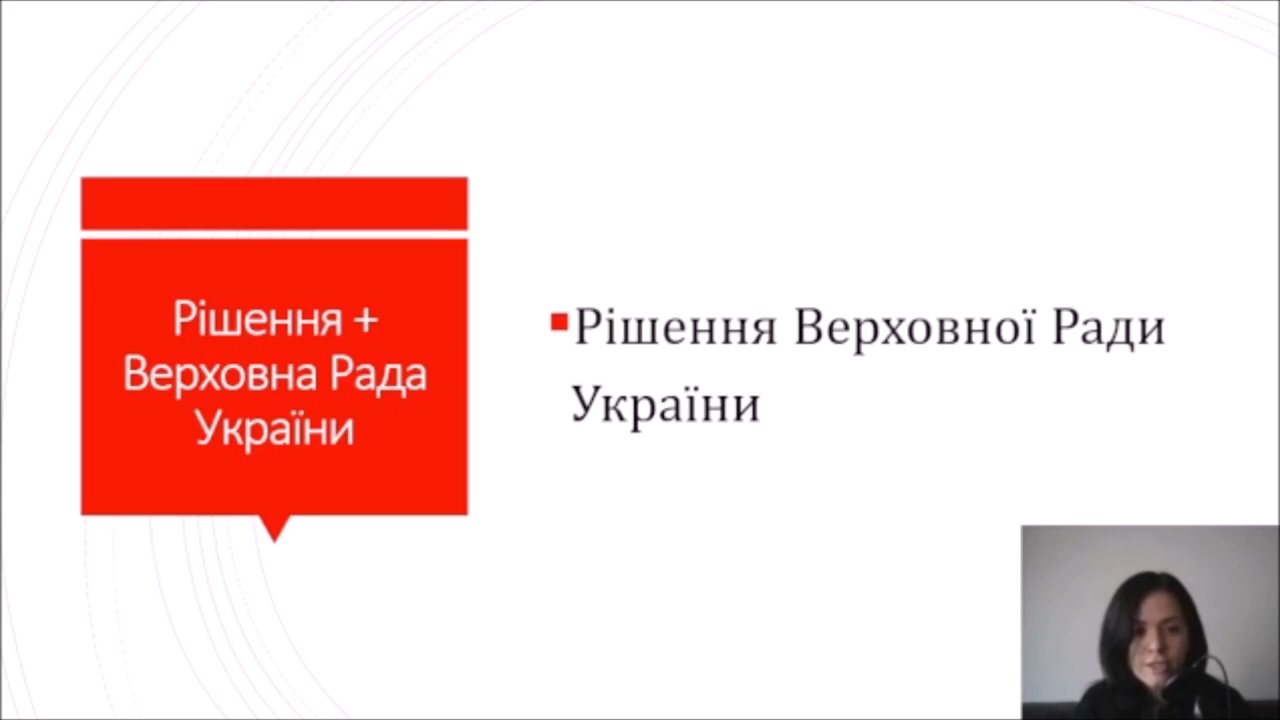 Рішення +
Верховна Рада
України
Рішення Верховної Ради
України